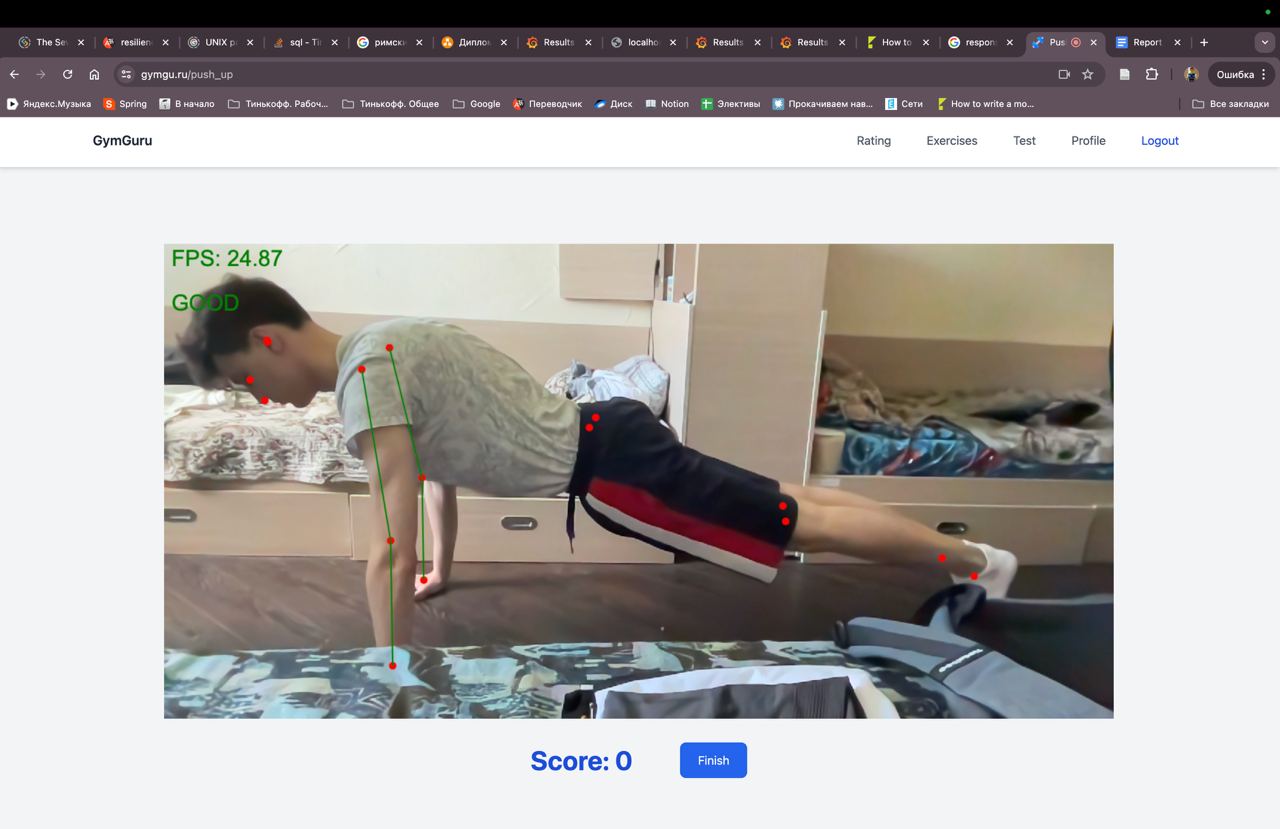 The Se
resilien
UNIX p
sql - Ti
римск
Диплом
Results
localho
Results
Results
How to
respon
Pus
Report
gymgu.ru/push_up
Ошибка
Яндекс.Музыка
Spring
В начало
Тинькофф. Рабоч...
Тинькофф. Общее
Google
Переводчик
Диск
Notion
Элективы
Прокачиваем нав...
Сети
How to write a mo...
Все закладки
GymGuru
Rating
Exercises
Test
Profile
Logout
FPS: 24.87
GOOD
Score: 0
Finish